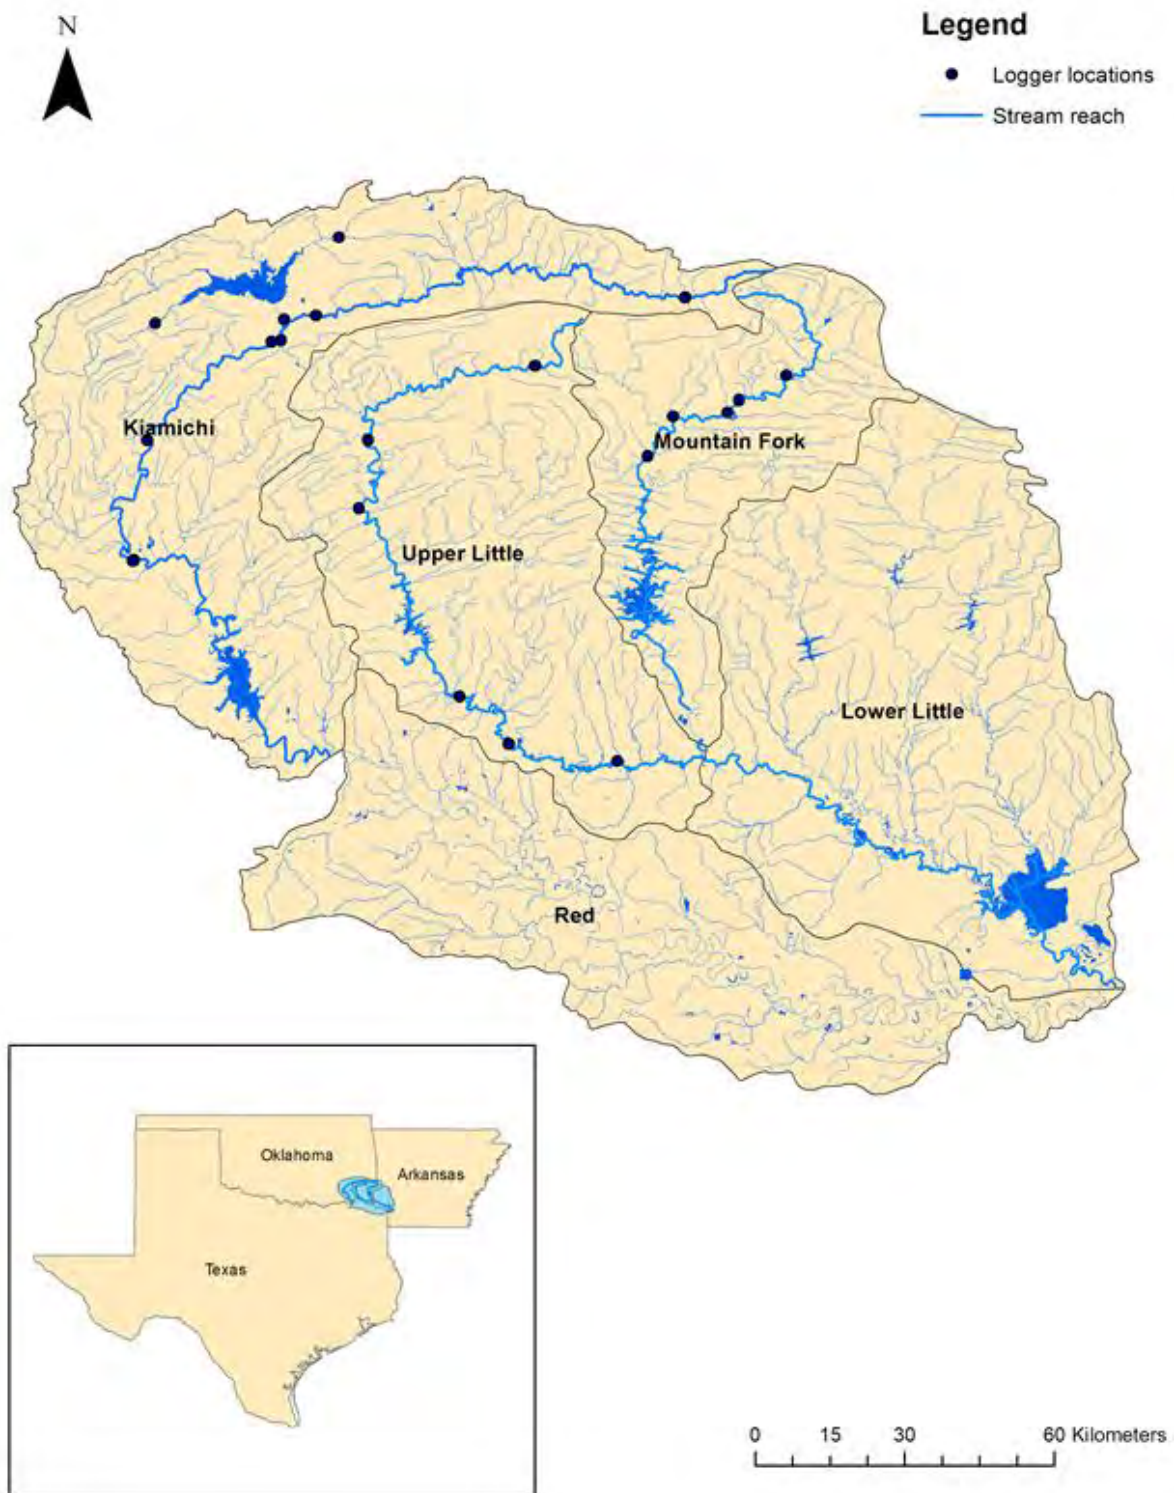 N
Legend
Logger locations
Stream reach
Kiamichi
Mountain Fork
Upper Little
Lower Little
Red
Oklahoma
Arkansas
Texas
0 15 30 60 Kilometers